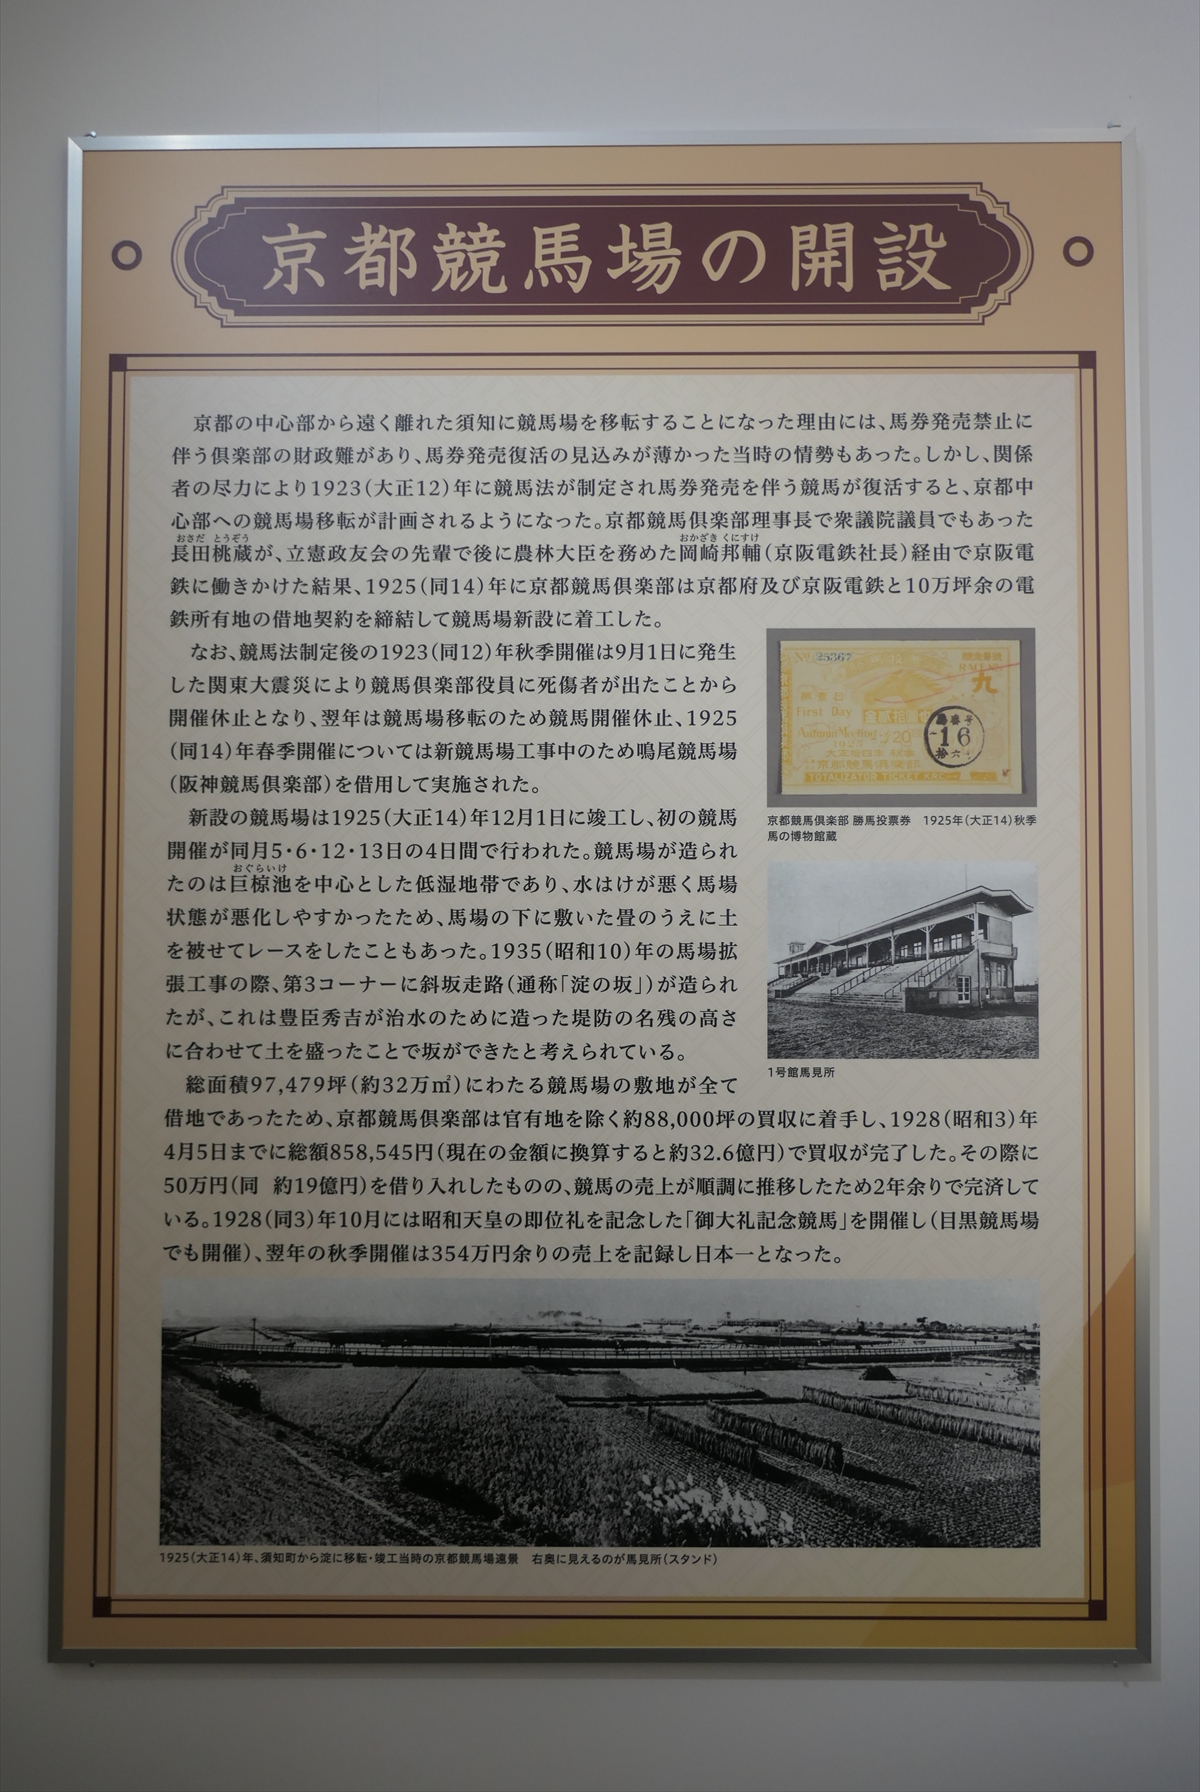 京都競馬場の開設
京都の中心部から遠く離れた須知に競馬場を移転することになった理由には、馬券発売禁止に
伴う倶楽部の財政難があり、馬券発売復活の見込みが薄かった当時の情勢もあった。しかし、関係
者の尽力により1923(大正12)年に競馬法が制定され馬券発売を伴う競馬が復活すると、京都中
心部への競馬場移転が計画されるようになった。京都競馬倶楽部理事長で衆議院議員でもあった
おさだ とうぞう おかざき くにすけ
長田桃蔵が、立憲政友会の先輩で後に農林大臣を務めた岡崎邦輔(京阪電鉄社長)経由で京阪電
鉄に働きかけた結果、1925(同14)年に京都競馬倶楽部は京都府及び京阪電鉄と10万坪余の電
鉄所有地の借地契約を締結して競馬場新設に着工した。
なお、競馬法制定後の1923(同12)年秋季開催は9月1日に発生
した関東大震災により競馬倶楽部役員に死傷者が出たことから
開催休止となり、翌年は競馬場移転のため競馬開催休止、1925
(同14)年春季開催については新競馬場工事中のため鳴尾競馬場
(阪神競馬倶楽部)を借用して実施された。
新設の競馬場は1925(大正14)年12月1日に竣工し、初の競馬
開催が同月5・6・12・13日の4日間で行われた。競馬場が造られ
おぐらいけ
たのは巨椋池を中心とした低湿地帯であり、水はけが悪く馬場
状態が悪化しやすかったため、馬場の下に敷いた畳のうえに土
を被せてレースをしたこともあった。1935(昭和10)年の馬場拡
張工事の際、第3コーナーに斜坂走路(通称「淀の坂」)が造られ
たが、これは豊臣秀吉が治水のために造った堤防の名残の高さ
に合わせて土を盛ったことで坂ができたと考えられている。
総面積97,479坪(約32万㎡)にわたる競馬場の敷地が全て
借地であったため、京都競馬倶楽部は官有地を除く約88,000坪の買収に着手し、1928(昭和3)年
4月5日までに総額858,545円(現在の金額に換算すると約32.6億円)で買収が完了した。その際に
50万円(同 約19億円)を借り入れしたものの、競馬の売上が順調に推移したため2年余りで完済して
いる。1928(同3)年10月には昭和天皇の即位礼を記念した「御大礼記念競馬」を開催し(目黒競馬場
でも開催)、翌年の秋季開催は354万円余りの売上を記録し日本一となった。
No 25367
九
First Day
Autumn Meeting
20
16
京都競馬倶楽部
TOTALIZATOR TICKET K.R.C.
京都競馬倶楽部 勝馬投票券 1925年(大正14)秋季
馬の博物館蔵
1号館馬見所
1925(大正14)年、須知町から淀に移転・竣工当時の京都競馬場遠景 右奥に見えるのが馬見所(スタンド)